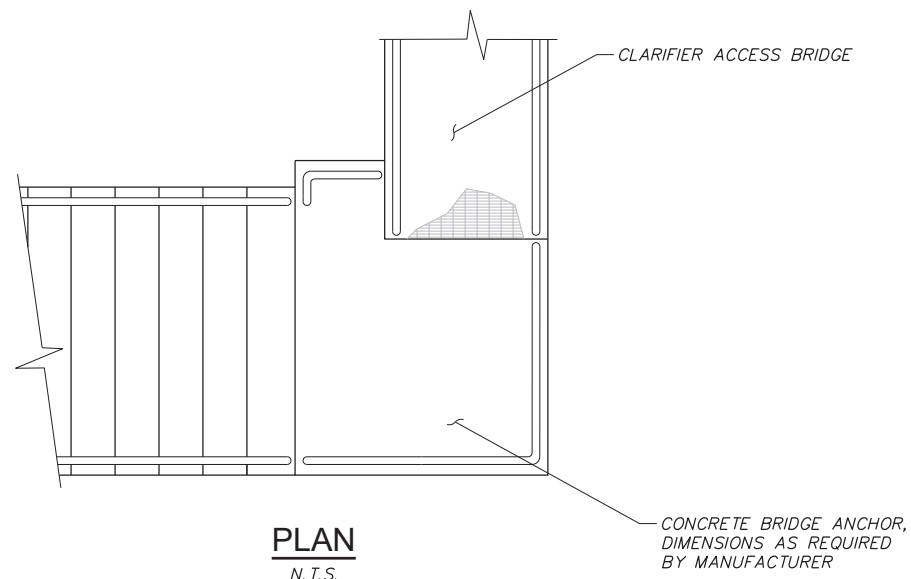 CLARIFIER ACCESS BRIDGE
CONCRETE BRIDGE ANCHOR,
DIMENSIONS AS REQUIRED
BY MANUFACTURER
PLAN
N.T.S.